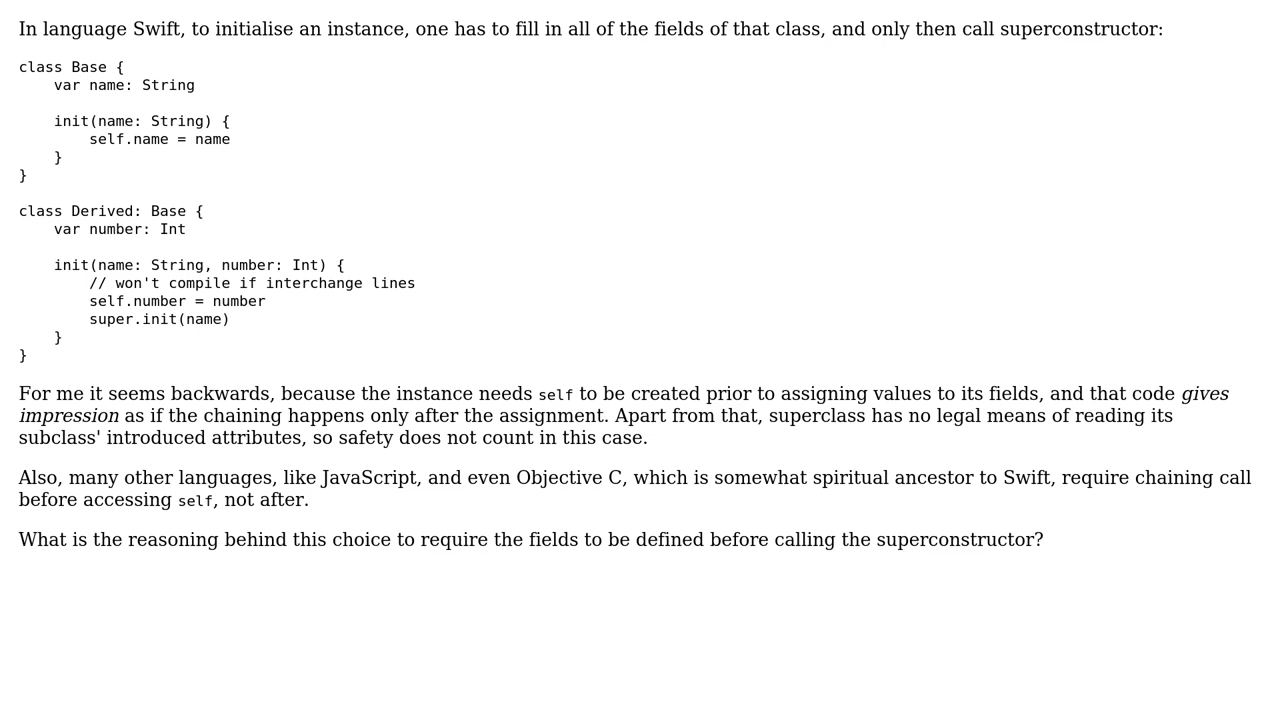 In language Swift, to initialise an instance, one has to fill in all of the fields of that class, and only then call superconstructor:
class Base {
    var name: String

    init(name: String) {
        self.name = name
    }
}

class Derived: Base {
    var number: Int

    init(name: String, number: Int) {
        // won't compile if interchange lines
        self.number = number
        super.init(name)
    }
}
For me it seems backwards, because the instance needs self to be created prior to assigning values to its fields, and that code gives
impression as if the chaining happens only after the assignment. Apart from that, superclass has no legal means of reading its
subclass' introduced attributes, so safety does not count in this case.
Also, many other languages, like JavaScript, and even Objective C, which is somewhat spiritual ancestor to Swift, require chaining call
before accessing self, not after.
What is the reasoning behind this choice to require the fields to be defined before calling the superconstructor?